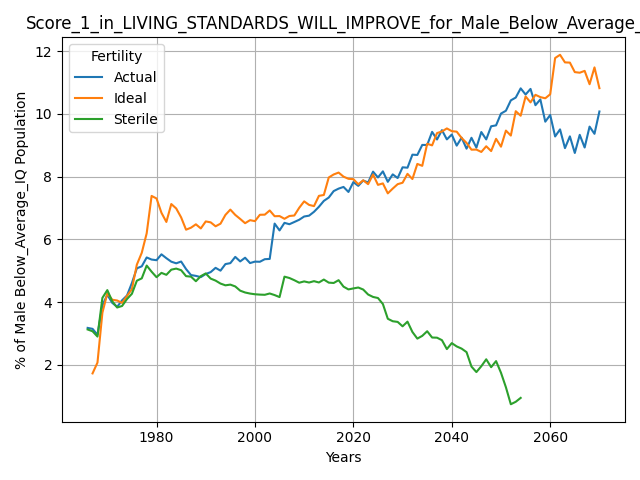 Score_1_in_LIVING_STANDARDS_WILL_IMPROVE_for_Male_Below_Average_
Fertility
Actual
Ideal
Sterile
% of Male Below_Average_IQ Population
12
10
8
6
4
2
1980
2000
2020
2040
2060
Years